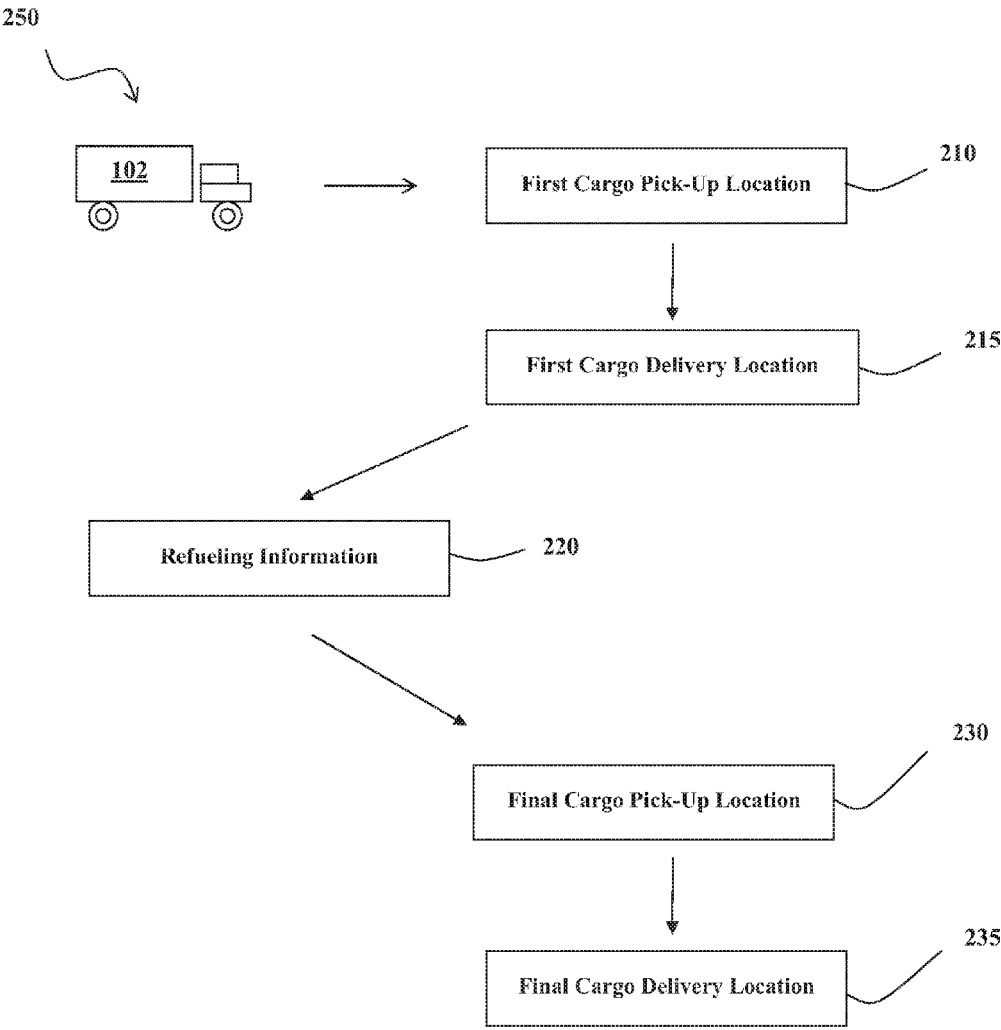 250
102
First Cargo Pick-Up Location
210
First Cargo Delivery Location
215
Refueling Information
220
Final Cargo Pick-Up Location
230
Final Cargo Delivery Location
235